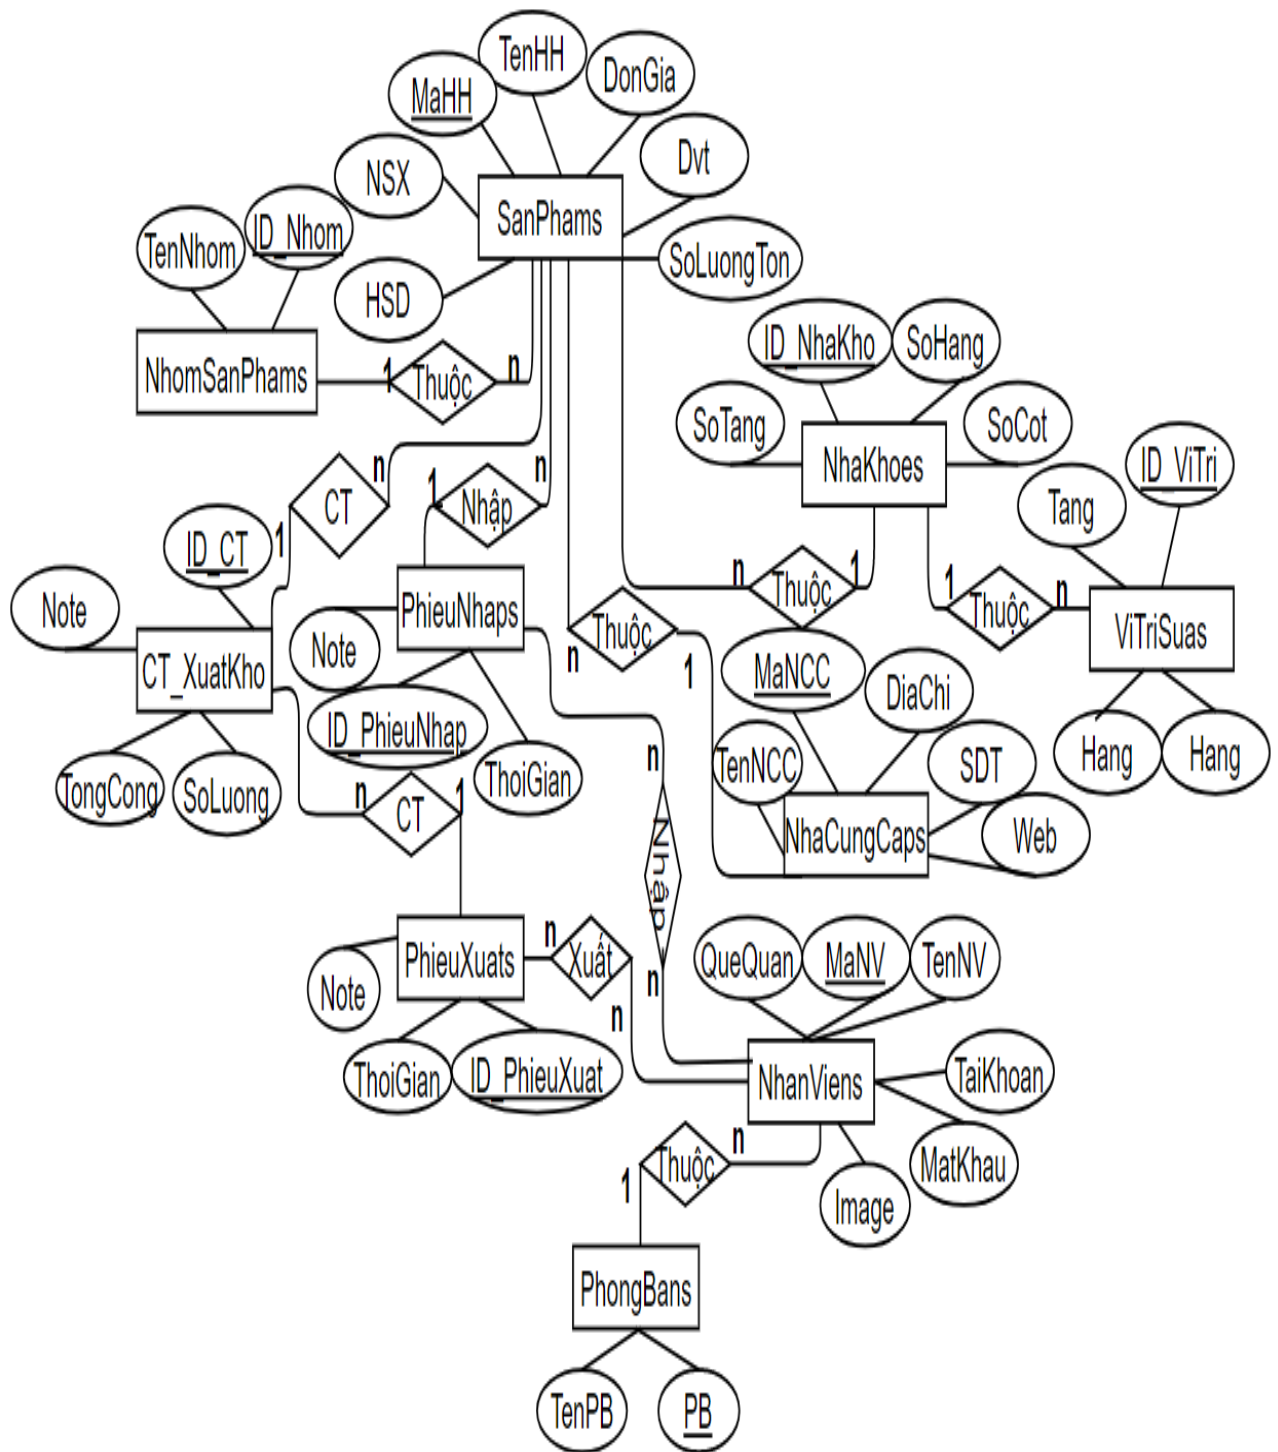 TenHH
MaHH
DonGia
Dvt
NSX
SanPhams
ID_Nhom
TenNhom
SoLuongTon
HSD
ID_NhaKho
SoHang
NhomSanPhams
1
Thuộc
n
SoTang
SoCot
NhaKhoes
ID_ViTri
n
CT
1
Nhập
n
Tang
1
ID_CT
n
Thuộc
1
1
Thuộc
n
Note
PhieuNhaps
Thuộc
ViTriSuas
Note
n
1
CT_XuatKho
MaNCC
DiaChi
ID_PhieuNhap
n
TenNCC
SDT
Hang
Hang
TongCong
SoLuong
ThoiGian
n
CT
1
NhaCungCaps
Web
Nhập
n
Xuất
QueQuan
MaNV
TenNV
PhieuXuats
n
Note
n
ThoiGian
ID_PhieuXuat
NhanViens
TaiKhoan
n
Thuộc
1
MatKhau
Image
PhongBans
TenPB
PB